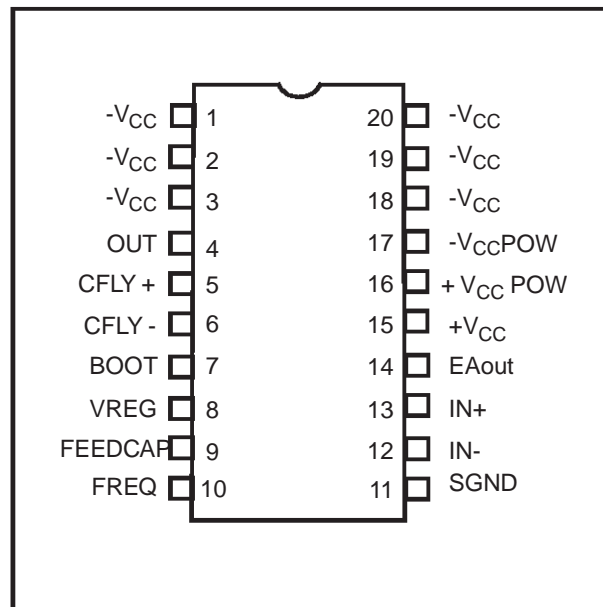 -VCC 1 20 -VCC
-VCC 2 19 -VCC
-VCC 3 18 -VCC
OUT 4 17 -VCCPOW
CFLY + 5 16 + VCC POW
CFLY - 6 15 +VCC
BOOT 7 14 EAout
VREG 8 13 IN+
FEEDCAP 9 12 IN-
FREQ 10 11 SGND